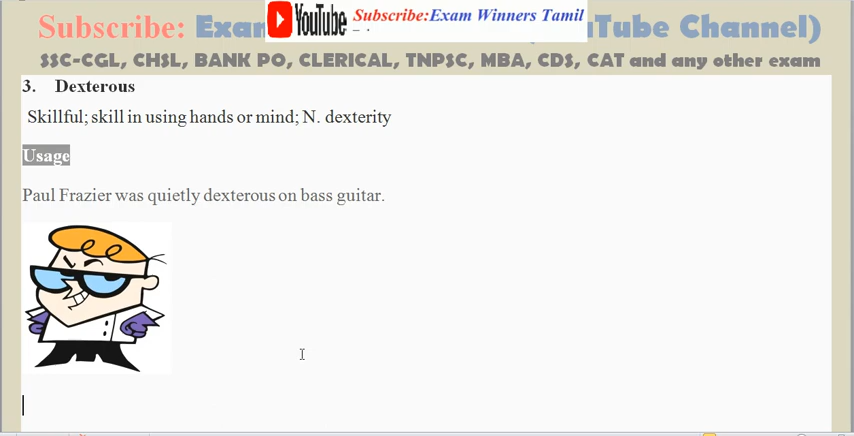 Subscribe: Exam
YouTube
Subscribe:Exam Winners Tamil
uTube Channel)
SSC-CGL, CHSL, BANK PO, CLERICAL, TNPSC, MBA, CDS, CAT and any other exam
3. Dexterous
Skillful; skill in using hands or mind; N. dexterity
Usage
Paul Frazier was quietly dexterous on bass guitar.